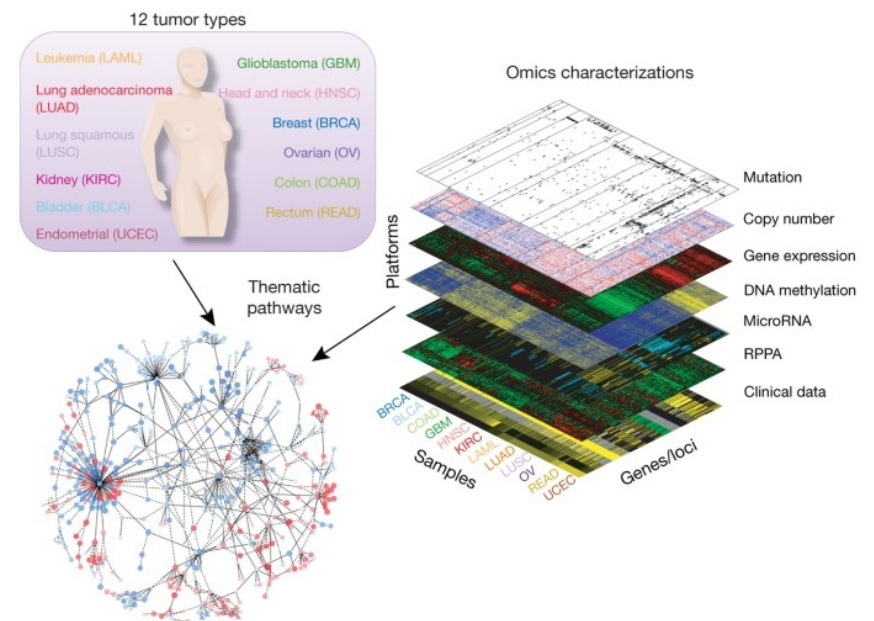 12 tumor types
Leukemia (LAML)
Lung adenocarcinoma
(LUAD)
Lung squamous
(LUSC)
Kidney (KIRC)
Bladder (BLCA)
Endometrial (UCEC)
Glioblastoma (GBM)
Head and neck (HNSC)
Breast (BRCA)
Ovarian (OV)
Colon (COAD)
Rectum (READ)
Thematic
pathways
Omics characterizations
Platforms
Mutation
Copy number
Gene expression
DNA methylation
MicroRNA
RPPA
Clinical data
BRCA
BLCA
COAD
GBM
HNSC
KIRC
LAML
LUAD
LUSC
OV
READ
UCEC
Samples
Genes/loci